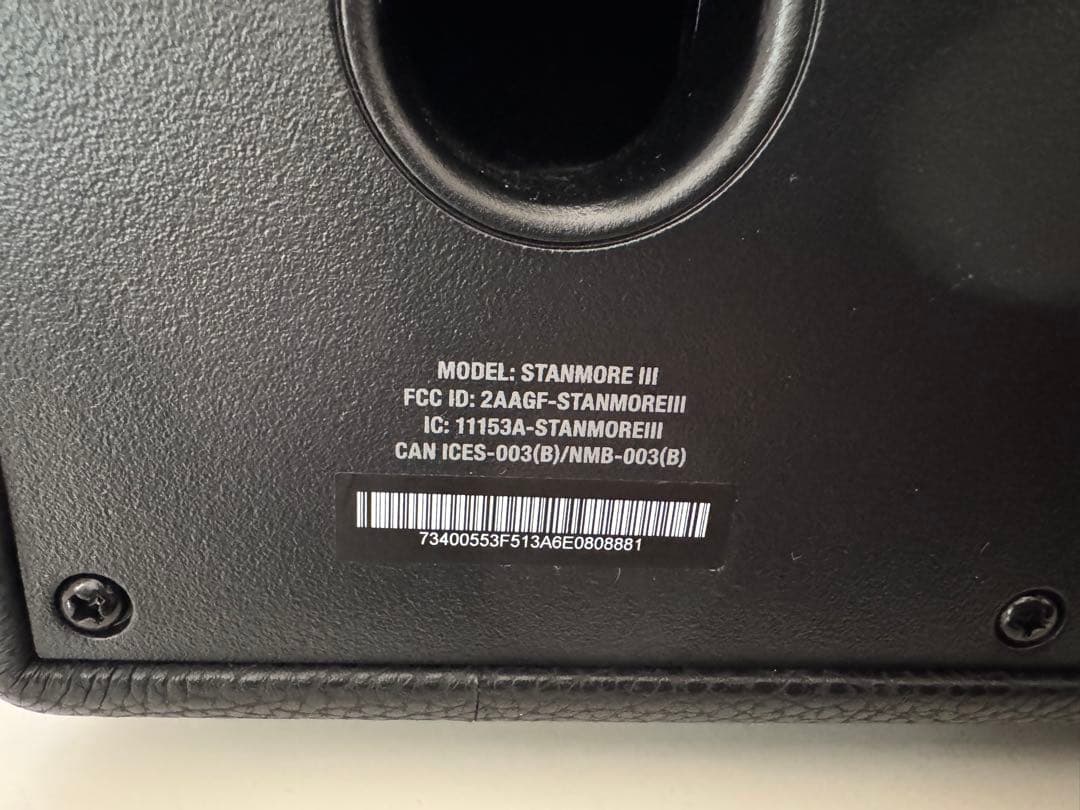 MODEL: STANMORE III
FCC ID: 2AAGF-STANMOREIII
IC: 11153A-STANMOREIII
CAN ICES-003(B)/NMB-003(B)
73400553F513A6E0808881